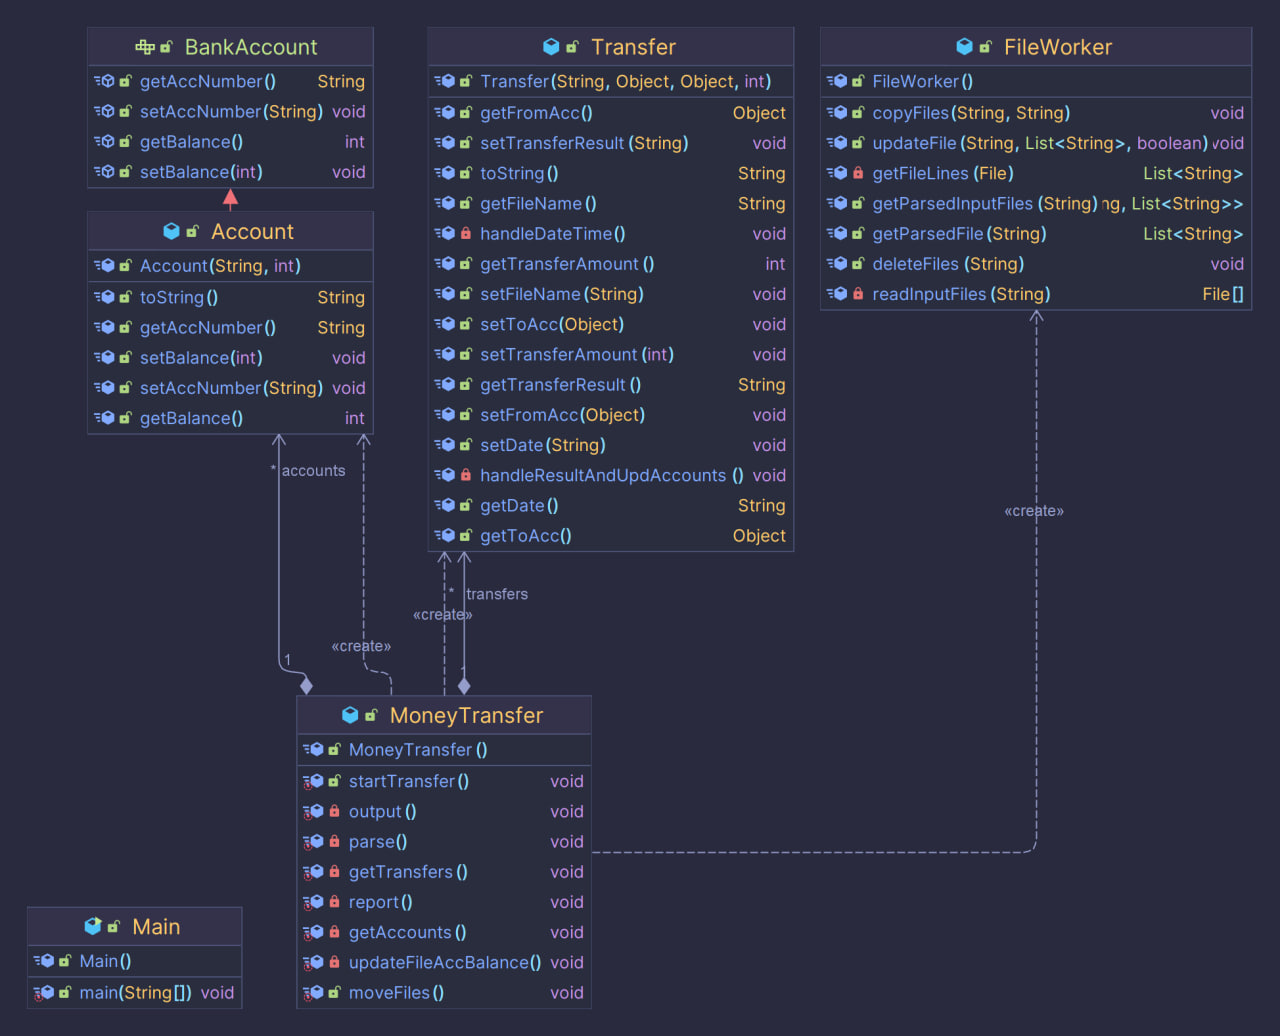 BankAccount
getAccNumber() String
setAccNumber(String) void
getBalance() int
setBalance(int) void
Account
Account(String, int)
toString() String
getAccNumber() String
setBalance(int) void
setAccNumber(String) void
getBalance() int
Transfer
Transfer(String, Object, Object, int)
getFromAcc() Object
setTransferResult(String) void
toString() String
getFileName() String
handleDateTime() void
getTransferAmount() int
setFileName(String) void
setToAcc(Object) void
setTransferAmount(int) void
getTransferResult() String
setFromAcc(Object) void
setDate(String) void
handleResultAndUpdAccounts() void
getDate() String
getToAcc() Object
FileWorker
FileWorker()
copyFiles(String, String) void
updateFile(String, List<String>, boolean) void
getFileLines(File) List<String>
getParsedInputFiles(String) ng, List<String>>
getParsedFile(String) List<String>
deleteFiles(String) void
readInputFiles(String) File[]
* accounts
1
«create»
* transfers
«create»
1
«create»
MoneyTransfer
MoneyTransfer()
startTransfer() void
output() void
parse() void
getTransfers() void
report() void
getAccounts() void
updateFileAccBalance() void
moveFiles() void
Main
Main()
main(String[]) void